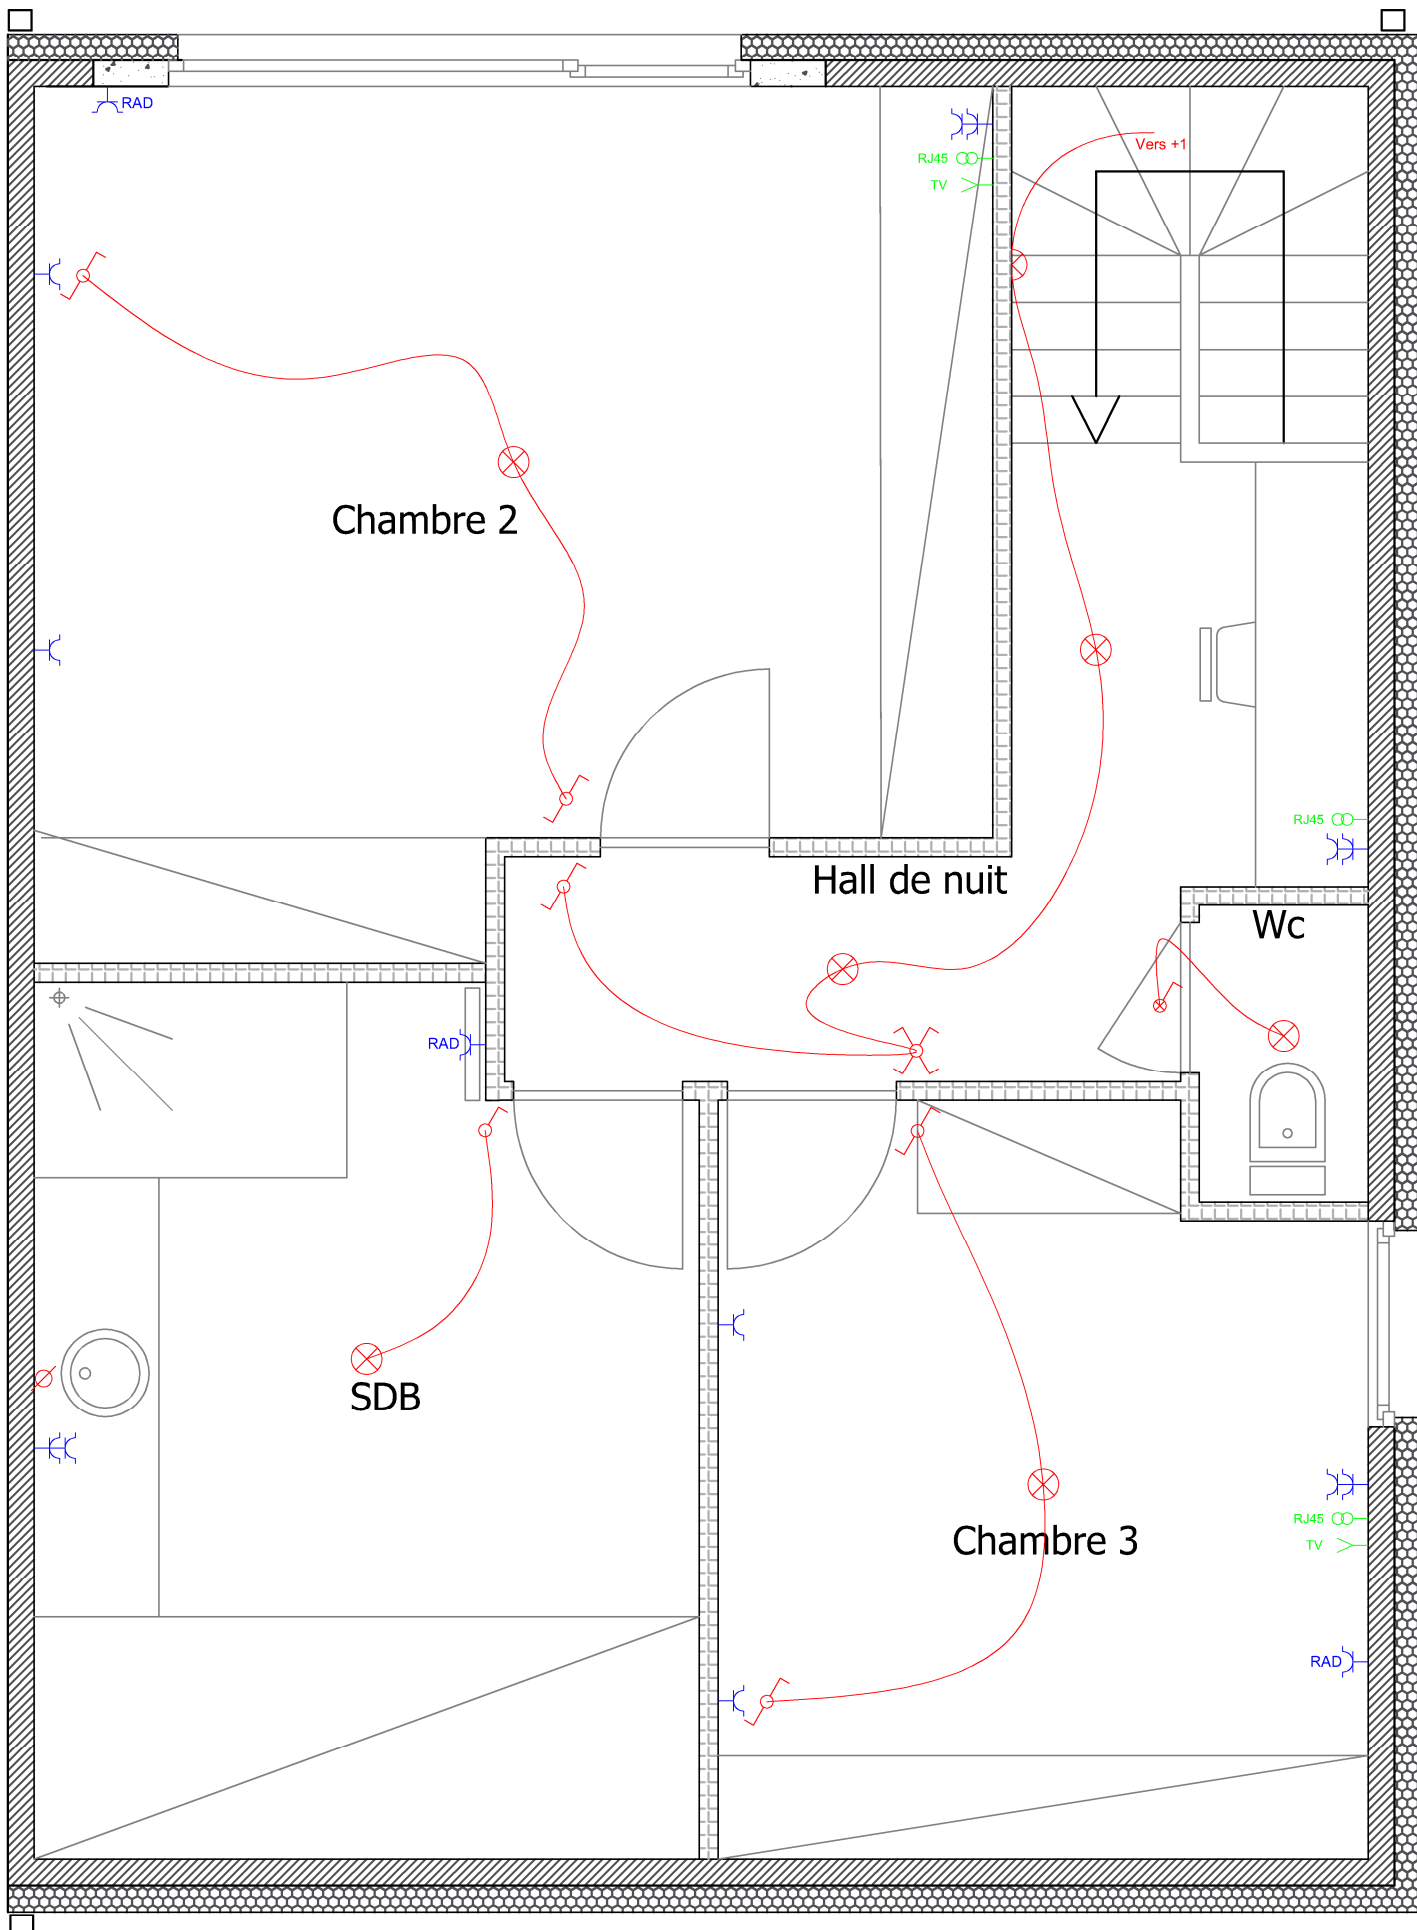 RAD
Vers +1
RJ45
TV
Chambre 2
RJ45
Hall de nuit
Wc
RAD
SDB
RJ45
Chambre 3
TV
RAD